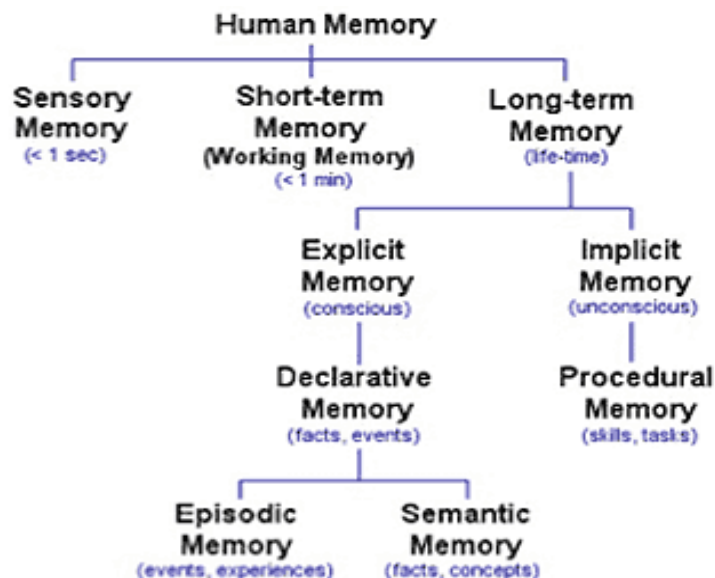 Human Memory
Sensory
Memory
(< 1 sec)
Short-term
Memory
(Working Memory)
(< 1 min)
Long-term
Memory
(life-time)
Explicit
Memory
(conscious)
Implicit
Memory
(unconscious)
Declarative
Memory
(facts, events)
Procedural
Memory
(skills, tasks)
Episodic
Memory
(events, experiences)
Semantic
Memory
(facts, concepts)